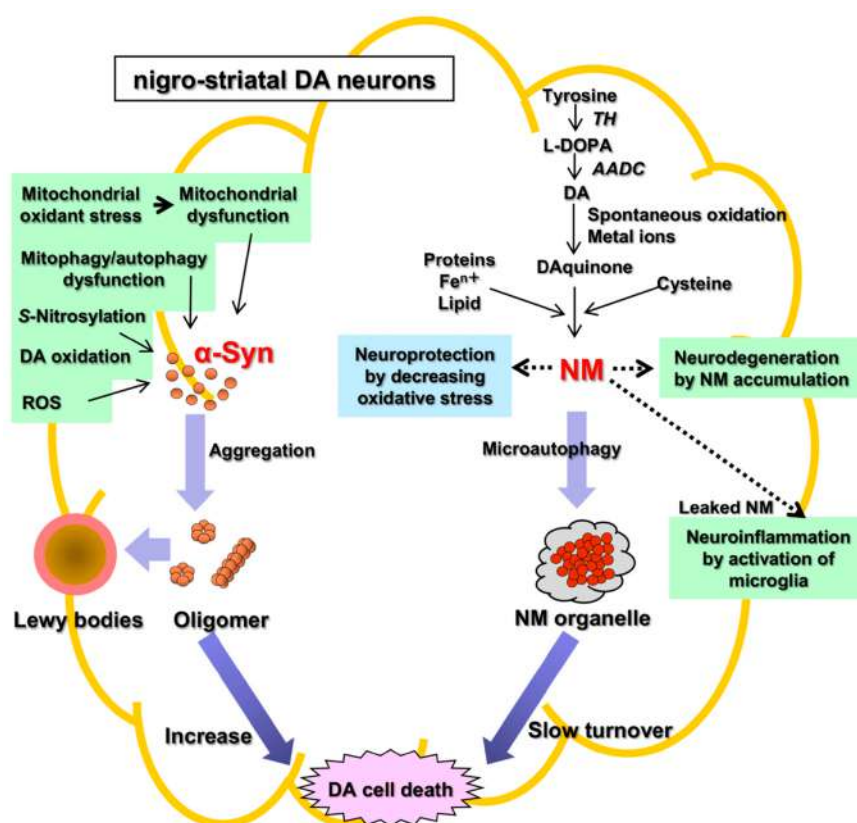 nigro-striatal DA neurons
Mitochondrial
oxidant stress
Mitochondrial
dysfunction
Mitophagy/autophagy
dysfunction
S-Nitrosylation
DA oxidation
ROS
α-Syn
Aggregation
Lewy bodies
Oligomer
Increase
Tyrosine
TH
L-DOPA
AADC
DA
Spontaneous oxidation
Metal ions
DAquinone
Proteins
Feⁿ⁺
Lipid
Cysteine
Neuroprotection
by decreasing
oxidative stress
NM
Neurodegeneration
by NM accumulation
Microautophagy
Leaked NM
Neuroinflammation
by activation of
microglia
NM organelle
Slow turnover
DA cell death